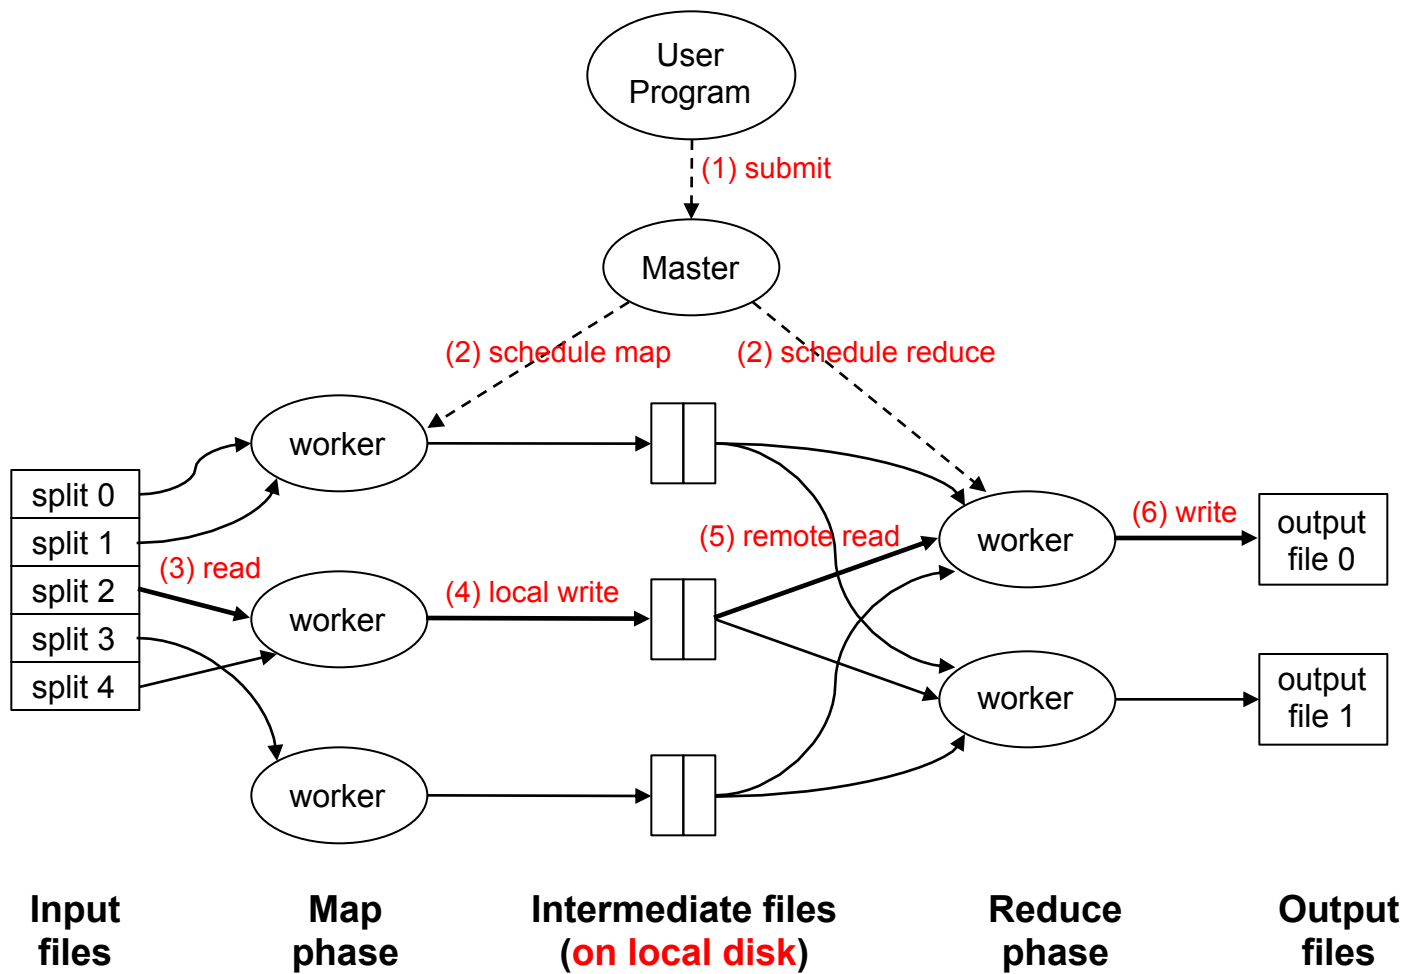 User
Program
(1) submit
Master
(2) schedule map
(2) schedule reduce
worker
split 0
split 1
split 2
split 3
split 4
(3) read
worker
(4) local write
worker
(5) remote read
worker
worker
(6) write
output
file 0
output
file 1
Input
files
Map
phase
Intermediate files
(on local disk)
Reduce
phase
Output
files